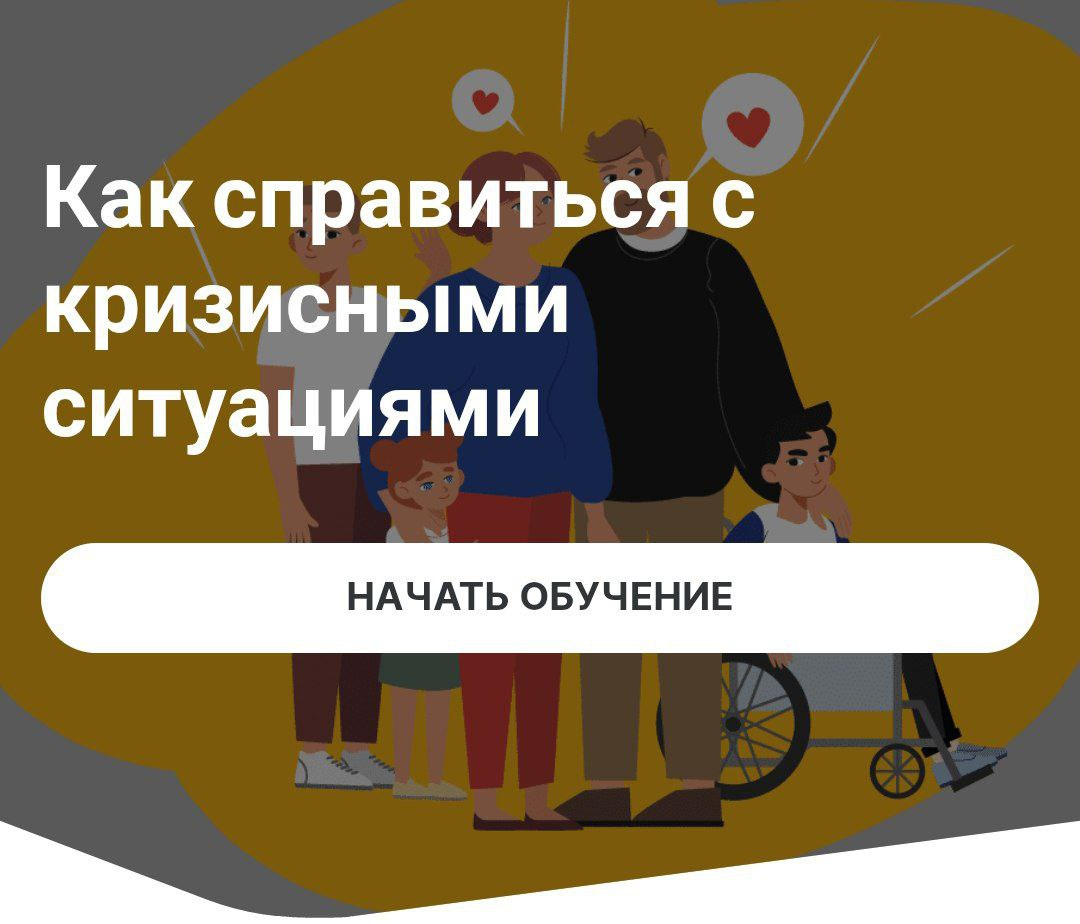 Как справиться с
кризисными
ситуациями
НАЧАТЬ ОБУЧЕНИЕ